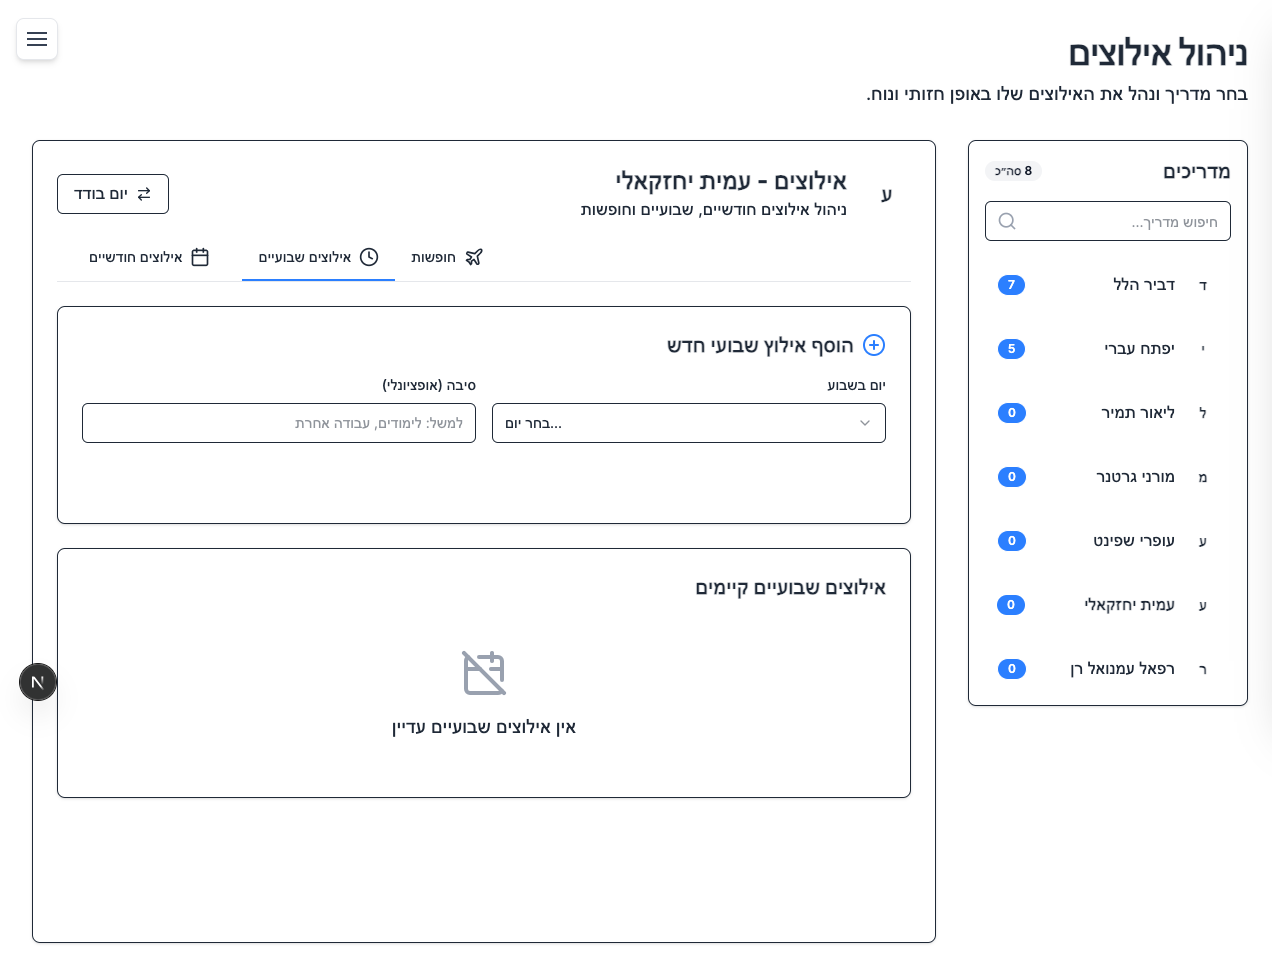 ניהול אילוצים
בחר מדריך ונהל את האילוצים שלו באופן חזותי ונוח.
מדריכים
8 סה״כ
חיפוש מדריך...
ד דביר הלל 7
י יפתח עברי 5
ל ליאור תמיר 0
מ מורני גרטנר 0
ע עופרי שפינט 0
ע עמית יחזקאלי 0
ר רפאל עמנואל רן 0
ע
אילוצים - עמית יחזקאלי
ניהול אילוצים חודשיים, שבועיים וחופשות
יום בודד
חופשות
אילוצים שבועיים
אילוצים חודשיים
הוסף אילוץ שבועי חדש
יום בשבוע
בחר יום...
סיבה (אופציונלי)
למשל: לימודים, עבודה אחרת
אילוצים שבועיים קיימים
אין אילוצים שבועיים עדיין
N